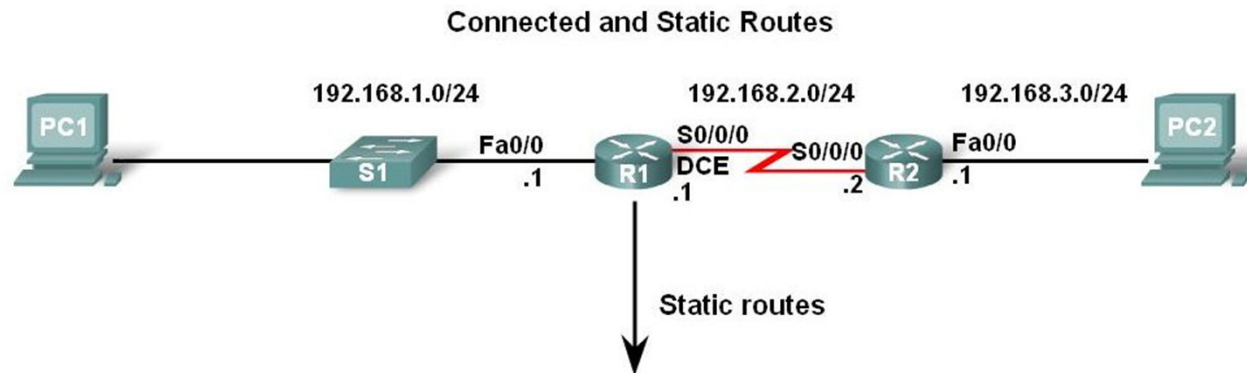 Connected and Static Routes
192.168.1.0/24
192.168.2.0/24
192.168.3.0/24
PC1
S1
Fa0/0
.1
R1
S0/0/0
DCE
.1
S0/0/0
.2
R2
Fa0/0
.1
PC2
Static routes